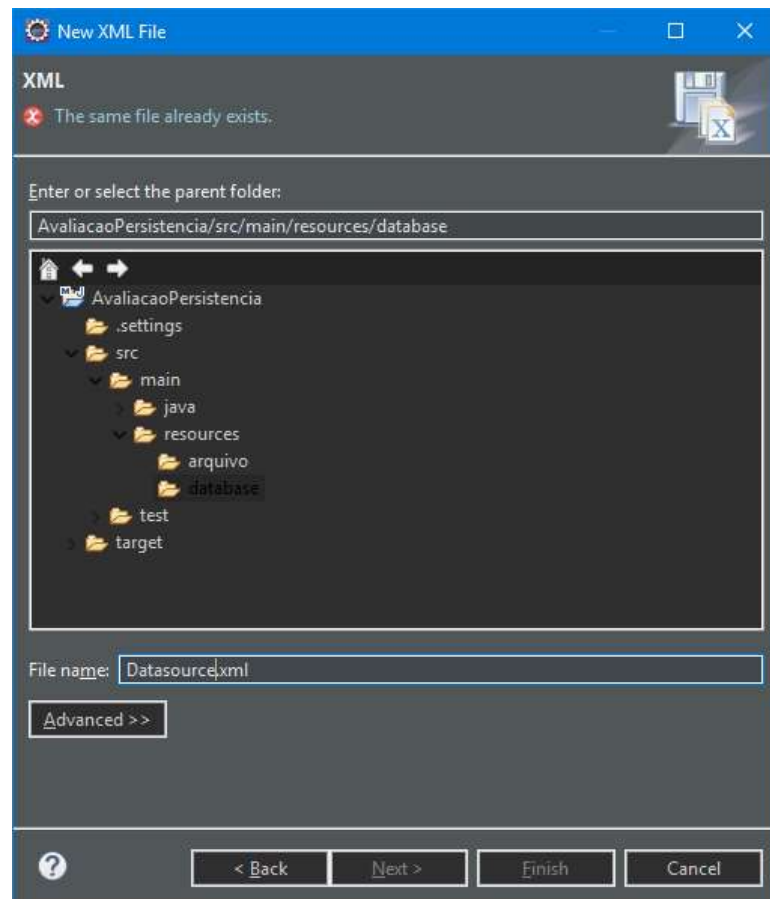 New XML File
XML
The same file already exists.
Enter or select the parent folder:
AvaliacaoPersistencia/src/main/resources/database
AvaliacaoPersistencia
.settings
src
main
java
resources
arquivo
database
test
target
File name: Datasource.xml
Advanced >>
< Back Next > Finish Cancel